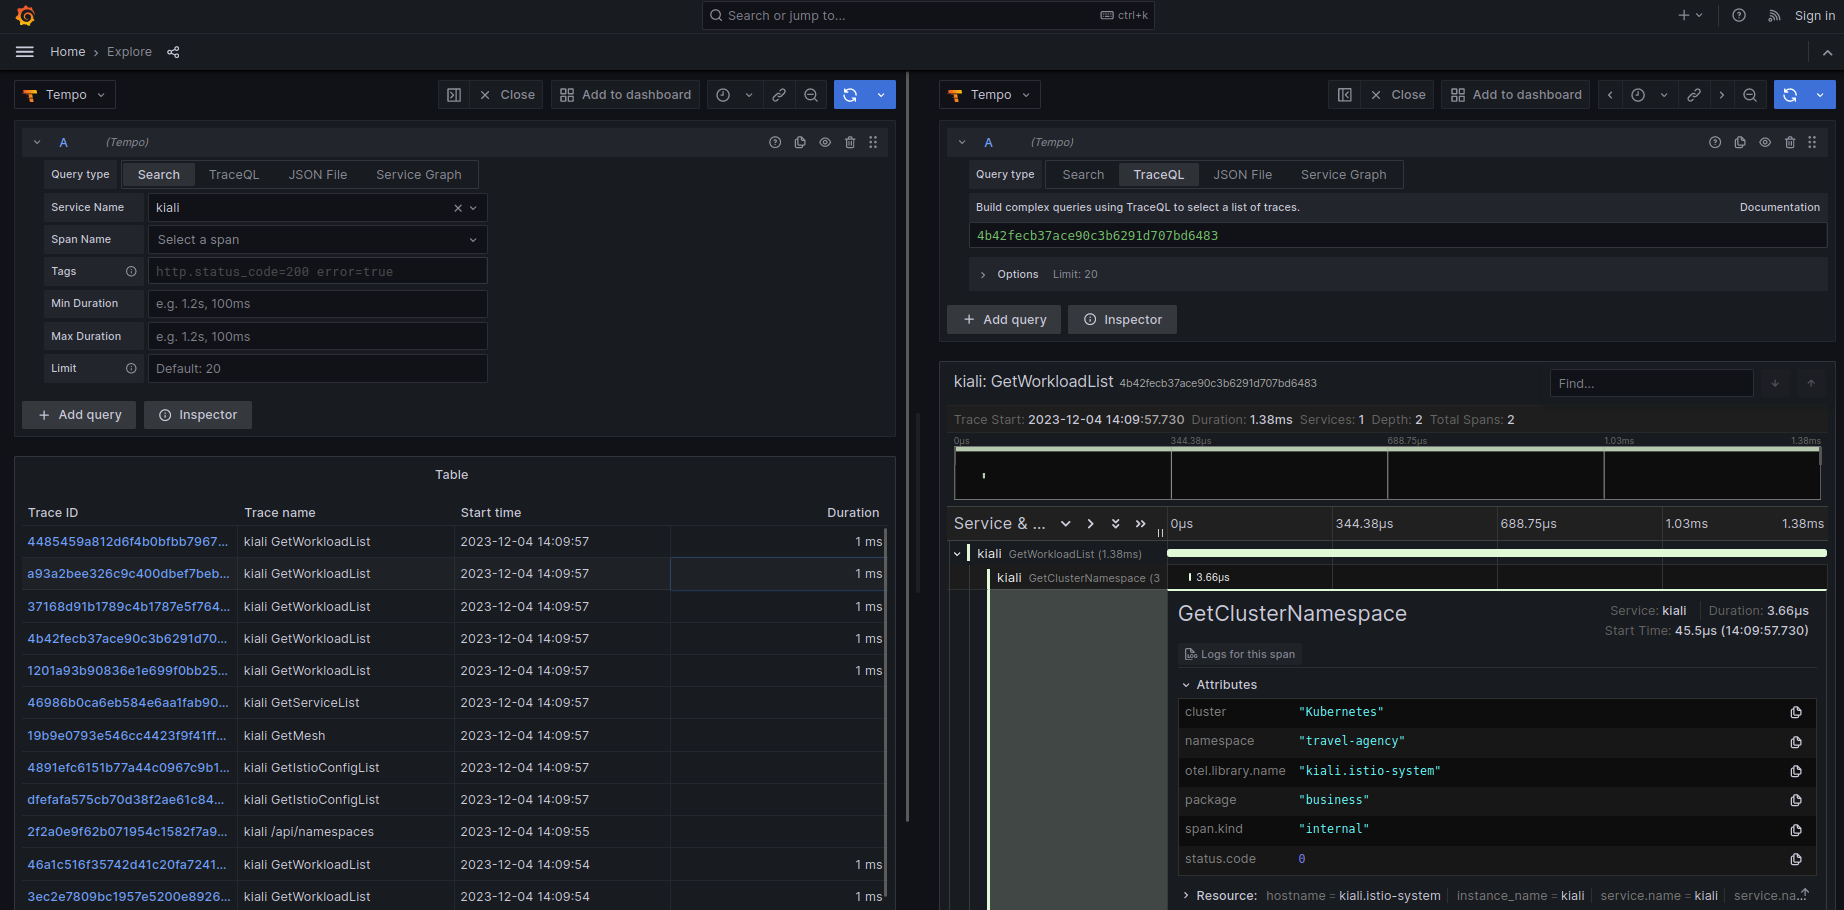 Search or jump to... ctrl+k Sign in
Home › Explore
Tempo Close Add to dashboard
A (Tempo)
Query type Search TraceQL JSON File Service Graph
Service Name kiali
Span Name Select a span
Tags http.status_code=200 error=true
Min Duration e.g. 1.2s, 100ms
Max Duration e.g. 1.2s, 100ms
Limit Default: 20
+ Add query Inspector
Table
Trace ID Trace name Start time Duration
4485459a812d6f4b0bfbb7967... kiali GetWorkloadList 2023-12-04 14:09:57 1 ms
a93a2bee326c9c400dbef7beb... kiali GetWorkloadList 2023-12-04 14:09:57 1 ms
37168d91b1789c4b1787e5f764... kiali GetWorkloadList 2023-12-04 14:09:57 1 ms
4b42fecb37ace90c3b6291d70... kiali GetWorkloadList 2023-12-04 14:09:57 1 ms
1201a93b90836e1e699f0bb25... kiali GetWorkloadList 2023-12-04 14:09:57 1 ms
46986b0ca6eb584e6aa1fab90... kiali GetServiceList 2023-12-04 14:09:57
19b9e0793e546cc4423f9f41ff... kiali GetMesh 2023-12-04 14:09:57
4891efc6151b77a44c0967c9b1... kiali GetIstioConfigList 2023-12-04 14:09:57
dfefafa575cb70d38f2ae61c84... kiali GetIstioConfigList 2023-12-04 14:09:57
2f2a0e9f62b071954c1582f7a9... kiali /api/namespaces 2023-12-04 14:09:55
46a1c516f35742d41c20fa7241... kiali GetWorkloadList 2023-12-04 14:09:54 1 ms
3ec2e7809bc1957e5200e8926... kiali GetWorkloadList 2023-12-04 14:09:54 1 ms
Tempo Close Add to dashboard
A (Tempo)
Query type Search TraceQL JSON File Service Graph
Build complex queries using TraceQL to select a list of traces. Documentation
4b42fecb37ace90c3b6291d707bd6483
Options Limit: 20
+ Add query Inspector
kiali: GetWorkloadList 4b42fecb37ace90c3b6291d707bd6483 Find...
Trace Start: 2023-12-04 14:09:57.730 Duration: 1.38ms Services: 1 Depth: 2 Total Spans: 2
0μs 344.38μs 688.75μs 1.03ms 1.38ms
Service & ... 0μs 344.38μs 688.75μs 1.03ms 1.38ms
kiali GetWorkloadList (1.38ms)
kiali GetClusterNamespace (3 3.66μs
GetClusterNamespace Service: kiali Duration: 3.66μs
Start Time: 45.5μs (14:09:57.730)
Logs for this span
Attributes
cluster "Kubernetes"
namespace "travel-agency"
otel.library.name "kiali.istio-system"
package "business"
span.kind "internal"
status.code 0
Resource: hostname = kiali.istio-system instance_name = kiali service.name = kiali service.na...